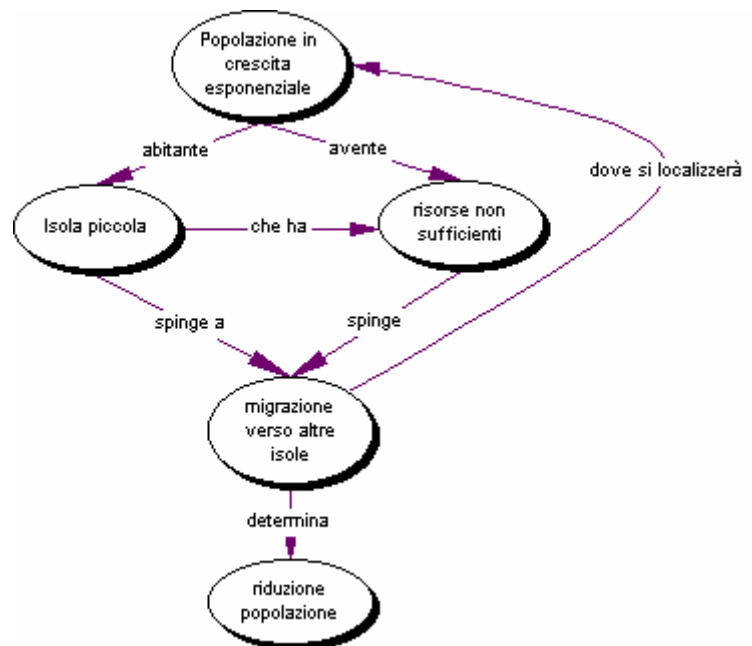 Popolazione in
crescita
esponenziale
abitante
avente
dove si localizzerà
Isola piccola
che ha
risorse non
sufficienti
spinge a
spinge
migrazione
verso altre
isole
determina
riduzione
popolazione